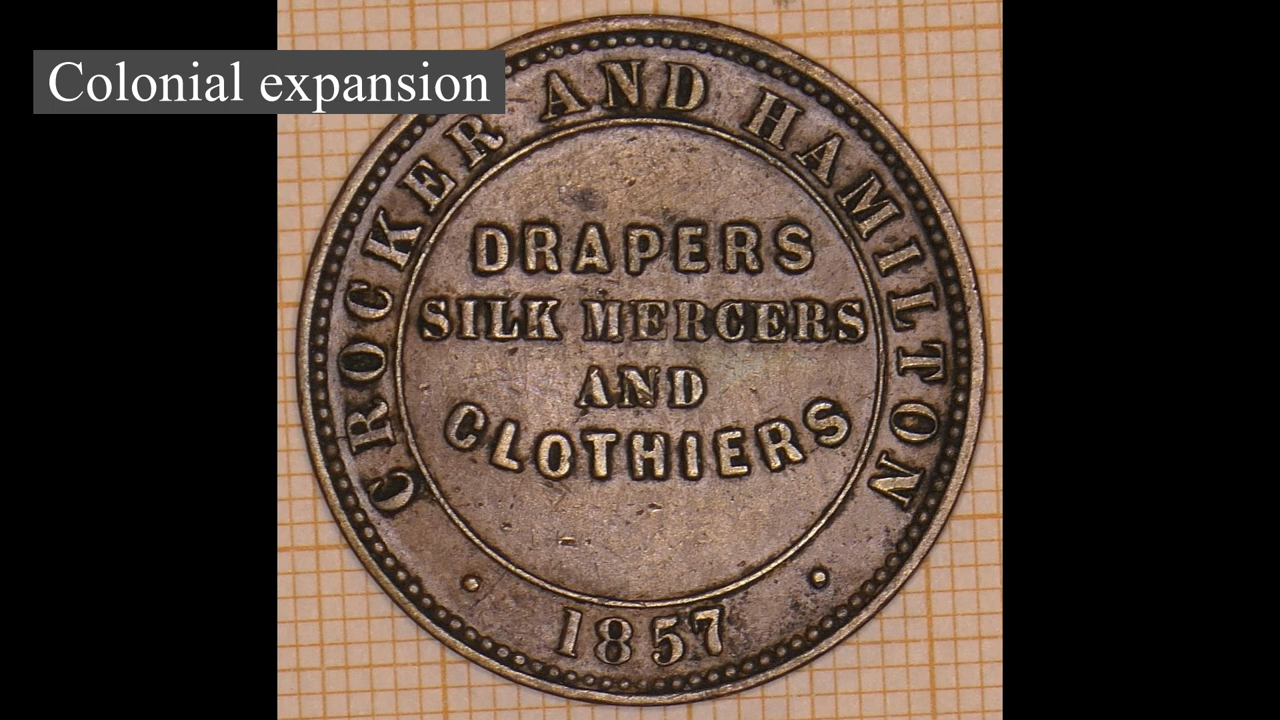 Colonial expansion
CROCKER AND HAMILTON
DRAPERS
SILK MERCERS
AND
CLOTHIERS
1857